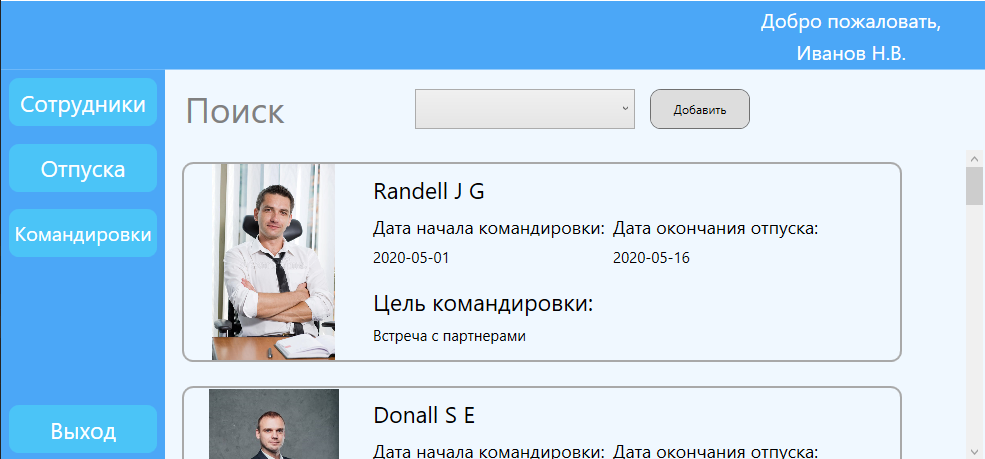 Добро пожаловать,
Иванов Н.В.
Сотрудники
Отпуска
Командировки
Выход
Поиск
Добавить
Randell J G
Дата начала командировки: Дата окончания отпуска:
2020-05-01 2020-05-16
Цель командировки:
Встреча с партнерами
Donall S E
Дата начала командировки: Дата окончания отпуска: